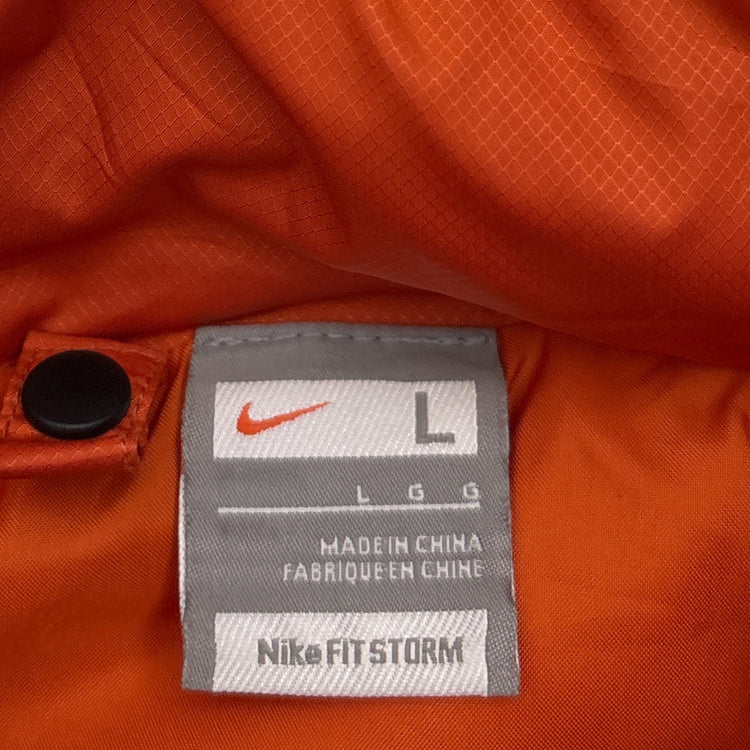 L
L G G
MADE IN CHINA
FABRIQUE EN CHINE
Nike FIT STORM